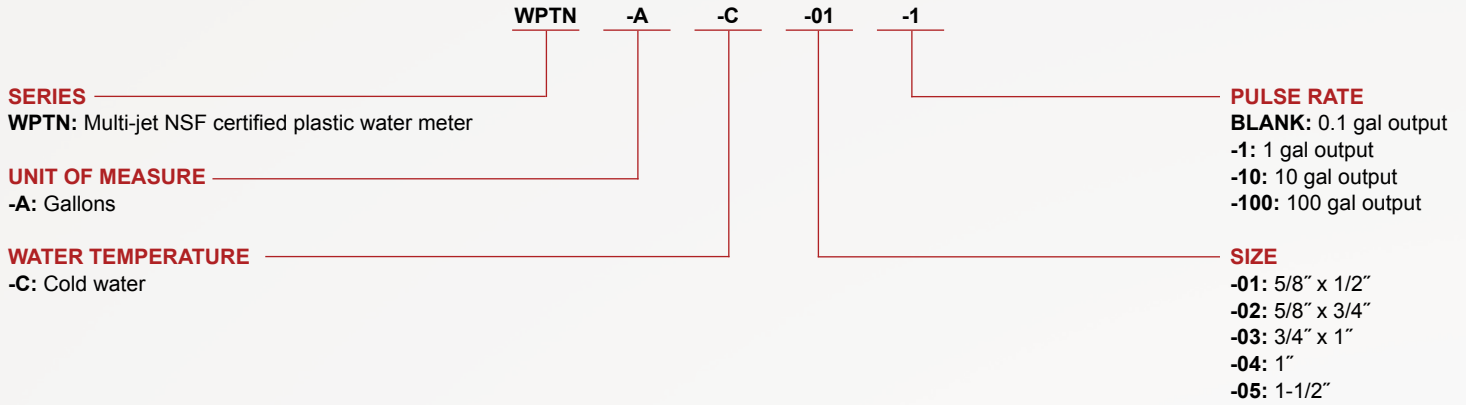 WPTN -A -C -01 -1
SERIES
WPTN: Multi-jet NSF certified plastic water meter
UNIT OF MEASURE
-A: Gallons
WATER TEMPERATURE
-C: Cold water
PULSE RATE
BLANK: 0.1 gal output
-1: 1 gal output
-10: 10 gal output
-100: 100 gal output
SIZE
-01: 5/8˝ x 1/2˝
-02: 5/8˝ x 3/4˝
-03: 3/4˝ x 1˝
-04: 1˝
-05: 1-1/2˝